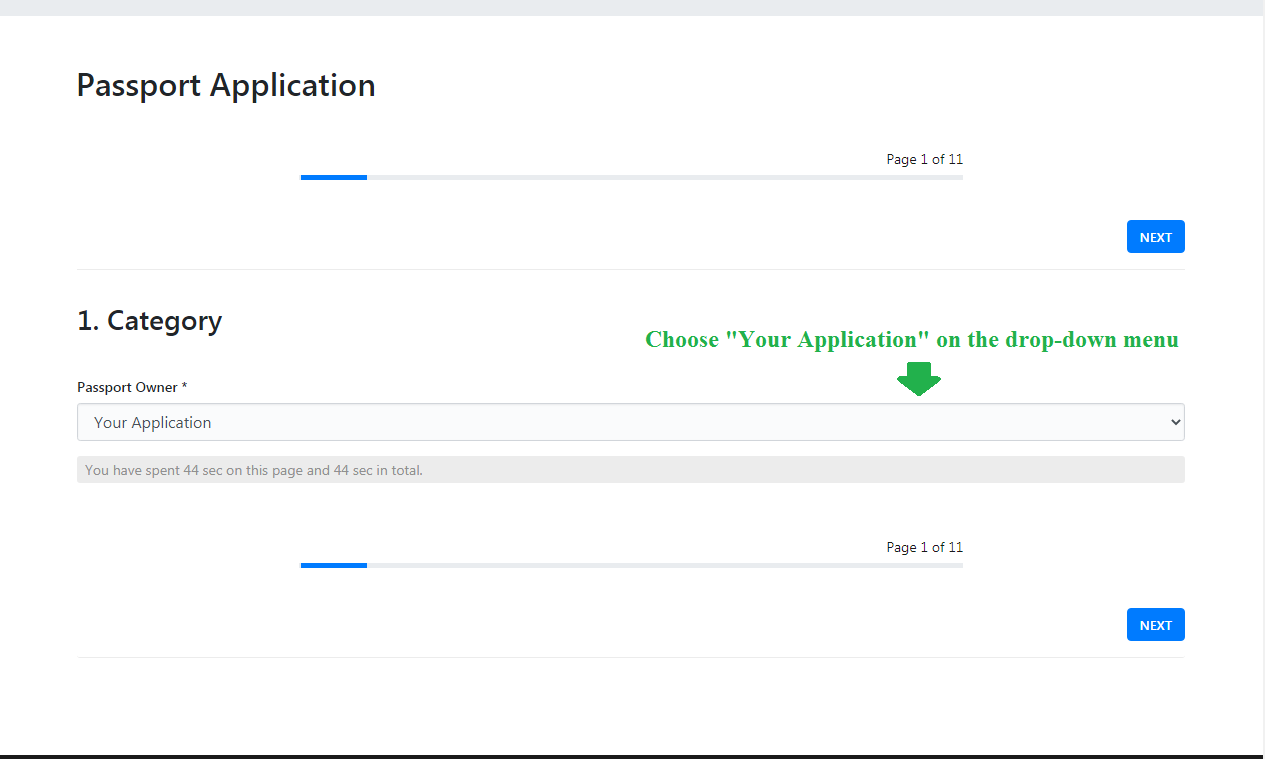 Passport Application
Page 1 of 11
NEXT
1. Category
Choose "Your Application" on the drop-down menu
Passport Owner *
Your Application
You have spent 44 sec on this page and 44 sec in total.
Page 1 of 11
NEXT